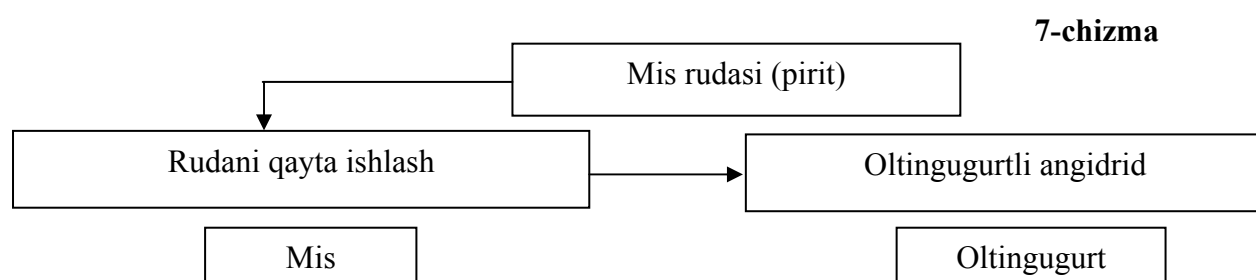 7-chizma
Mis rudasi (pirit)
Rudani qayta ishlash
Oltingugurtli angidrid
Mis
Oltingugurt